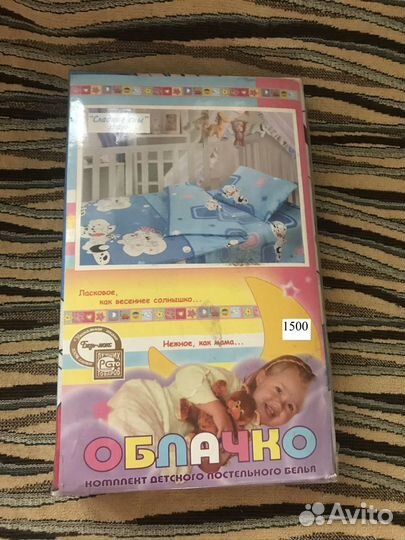 "Сладкие сны"
Ласковое,
как весеннее солнышко...
1500
Нежное, как мама...
ОБЛАЧКО
КОМПЛЕКТ ДЕТСКОГО ПОСТЕЛЬНОГО БЕЛЬЯ
Avito